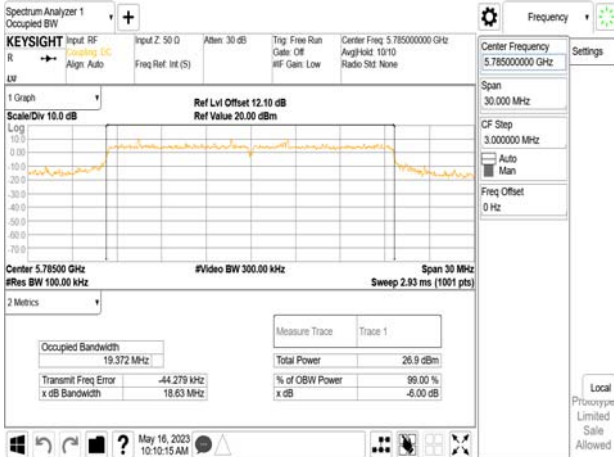 Spectrum Analyzer 1
Occupied BW
Frequency
KEYSIGHT
R
Input: RF
Coupling: DC
Align: Auto
Input Z: 50 Ω
Freq Ref: Int (S)
Atten: 30 dB
Trig: Free Run
Gate: Off
#IF Gain: Low
Center Freq: 5.785000000 GHz
Avg|Hold: 10/10
Radio Std: None
Center Frequency
5.785000000 GHz
Settings
Span
30.000 MHz
CF Step
3.000000 MHz
Auto
Man
Freq Offset
0 Hz
1 Graph
Scale/Div 10.0 dB
Ref Lvl Offset 12.10 dB
Ref Value 20.00 dBm
Log
10.0
0.00
-10.0
-20.0
-30.0
-40.0
-50.0
-60.0
-70.0
Center 5.78500 GHz
#Res BW 100.00 kHz
#Video BW 300.00 kHz
Span 30 MHz
Sweep 2.93 ms (1001 pts)
2 Metrics
Measure Trace
Trace 1
Occupied Bandwidth
19.372 MHz
Total Power
26.9 dBm
Transmit Freq Error
-44.279 kHz
% of OBW Power
99.00 %
x dB Bandwidth
18.63 MHz
x dB
-6.00 dB
Local
Prototype
Limited
Sale
Allowed
?
May 16, 2023
10:10:15 AM